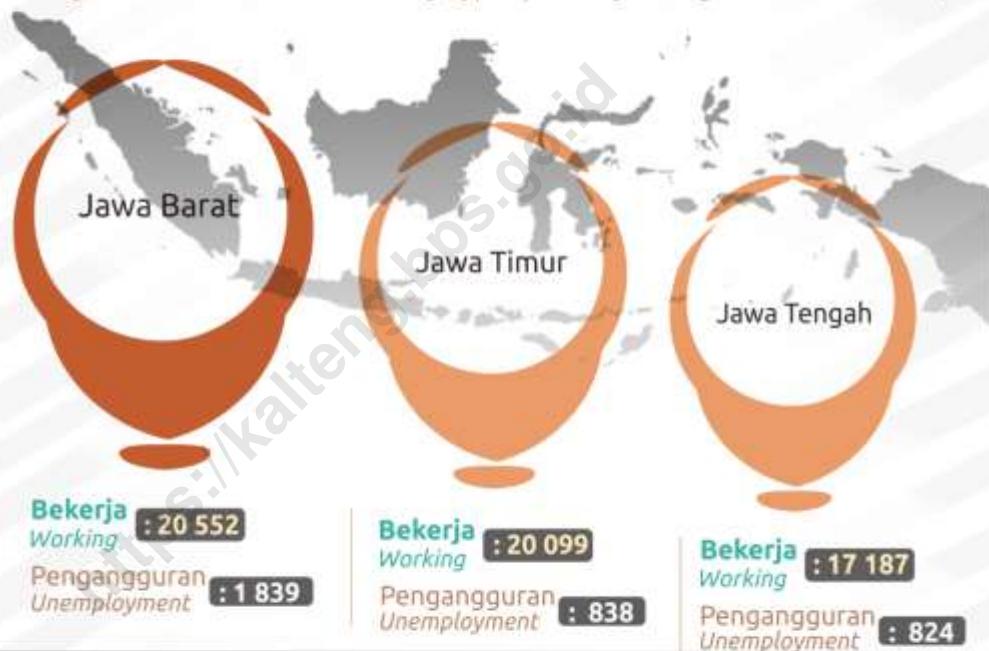 Jawa Barat
Jawa Timur
Jawa Tengah
Bekerja : 20 552
Working
Pengangguran : 1 839
Unemployment
Bekerja : 20 099
Working
Pengangguran : 838
Unemployment
Bekerja : 17 187
Working
Pengangguran : 824
Unemployment
https://kalteng.bps.go.id